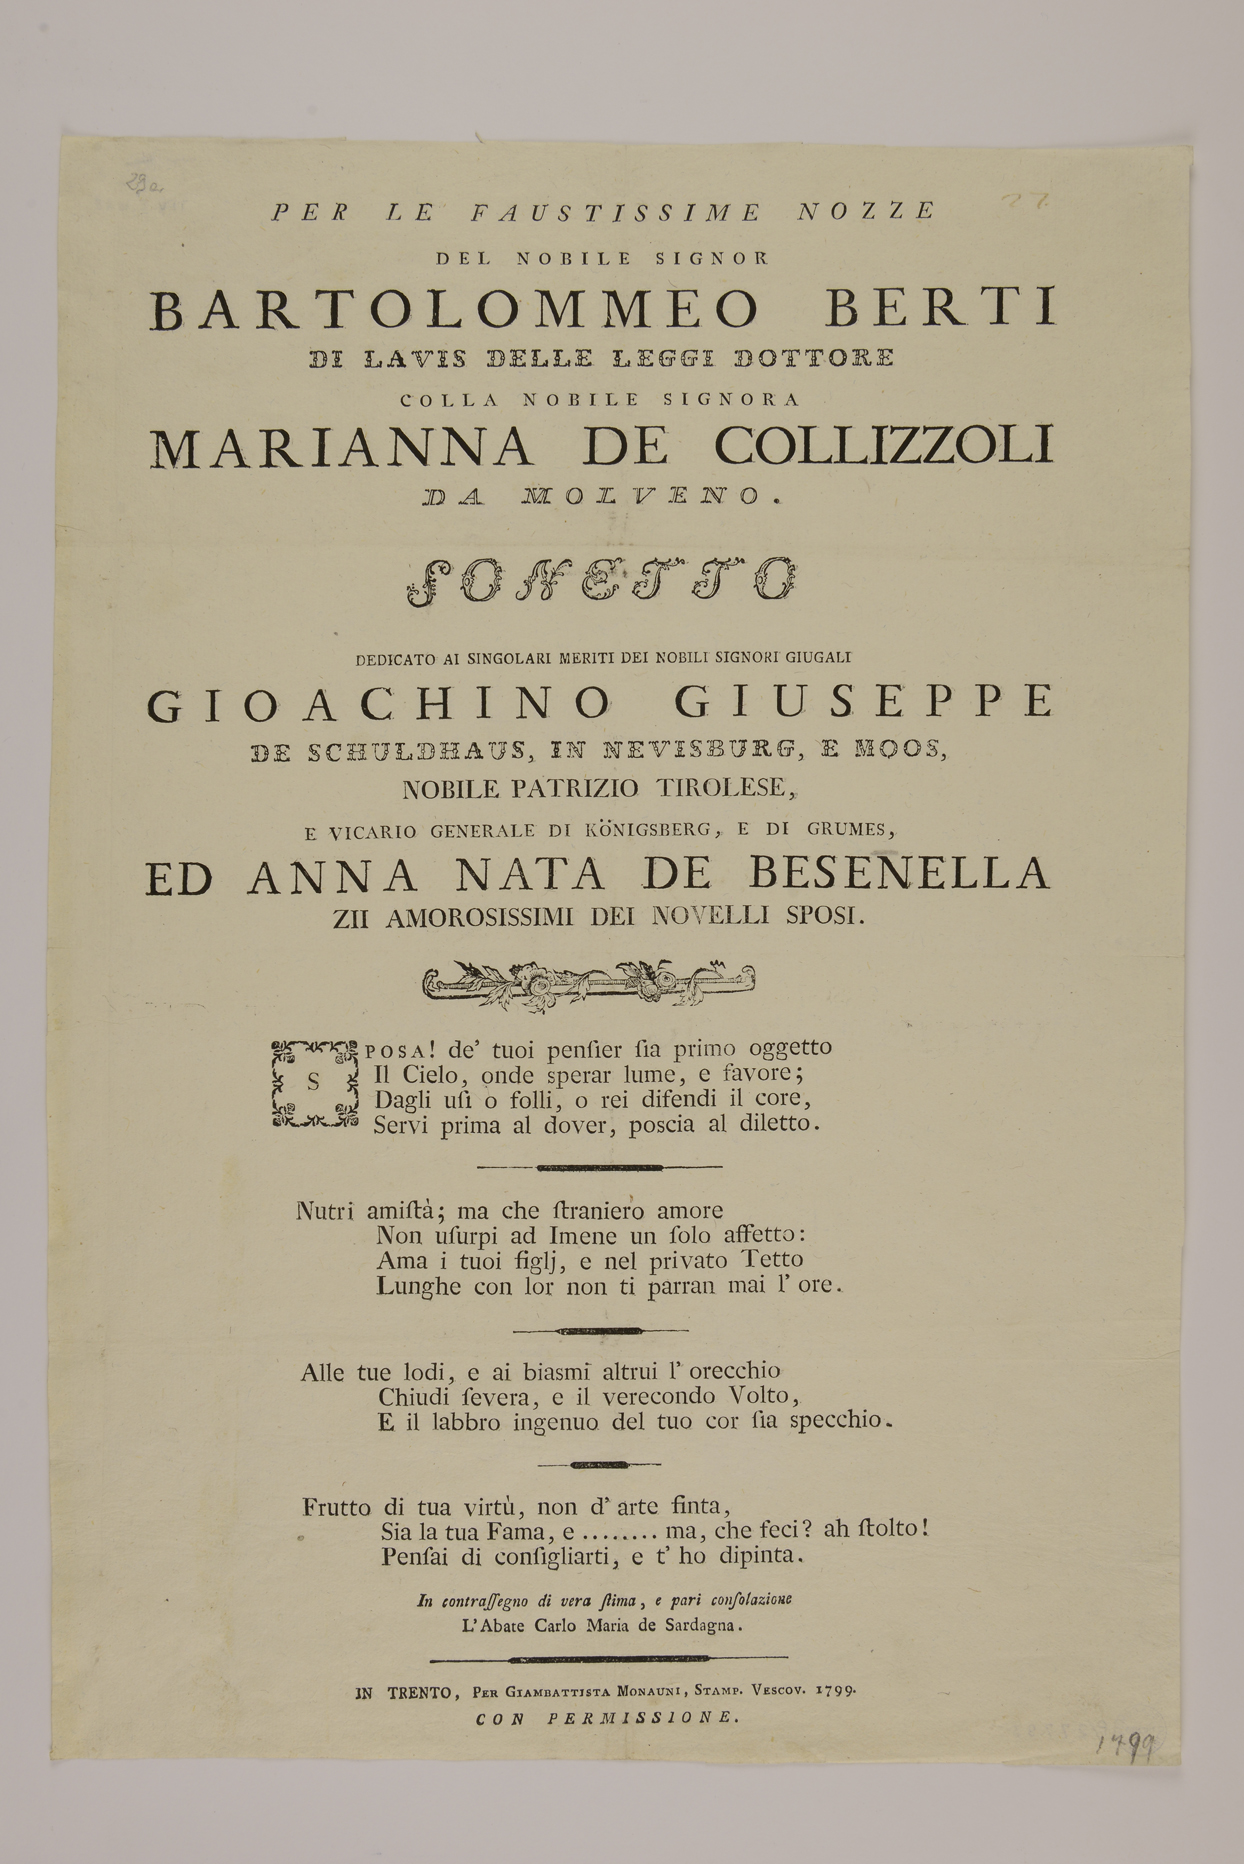 29a.
PER LE FAUSTISSIME NOZZE
DEL NOBILE SIGNOR
BARTOLOMMEO BERTI
DI LAVIS DELLE LEGGI DOTTORE
COLLA NOBILE SIGNORA
MARIANNA DE COLLIZZOLI
DA MOLVENO.
SONETTO
DEDICATO AI SINGOLARI MERITI DEI NOBILI SIGNORI GIUGALI
GIOACHINO GIUSEPPE
DE SCHULDHAUS, IN NEVISBURG, E MOOS,
NOBILE PATRIZIO TIROLESE,
E VICARIO GENERALE DI KÖNIGSBERG, E DI GRUMES,
ED ANNA NATA DE BESENELLA
ZII AMOROSISSIMI DEI NOVELLI SPOSI.
SPOSA! de' tuoi penſier ſia primo oggetto
Il Cielo, onde sperar lume, e favore;
Dagli uſi o folli, o rei difendi il core,
Servi prima al dover, poscia al diletto.
Nutri amiſtà; ma che ſtraniero amore
Non uſurpi ad Imene un ſolo affetto:
Ama i tuoi figlj, e nel privato Tetto
Lunghe con lor non ti parran mai l' ore.
Alle tue lodi, e ai biasmi altrui l' orecchio
Chiudi ſevera, e il verecondo Volto,
E il labbro ingenuo del tuo cor ſia specchio.
Frutto di tua virtù, non d' arte finta,
Sia la tua Fama, e ........ ma, che feci? ah ſtolto!
Penſai di conſigliarti, e t' ho dipinta.
In contraſſegno di vera ſtima, e pari conſolazione
L' Abate Carlo Maria de Sardagna.
IN TRENTO, PER GIAMBATTISTA MONAUNI, STAMP. VESCOV. 1799.
CON PERMISSIONE.
1799